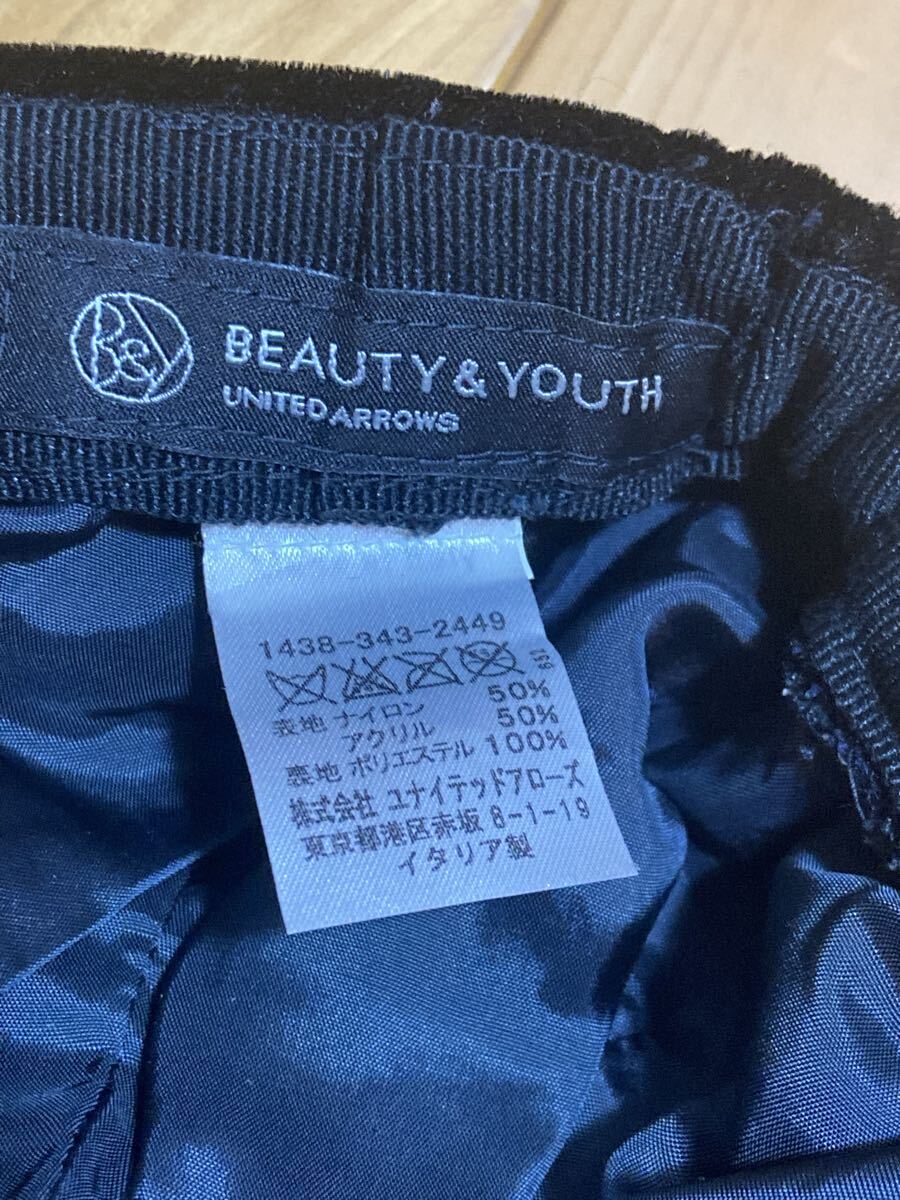 B&Y
BEAUTY & YOUTH
UNITED ARROWS
1438-343-2449
表地 ナイロン 50%
アクリル 50%
裏地 ポリエステル 100%
株式会社 ユナイテッドアローズ
東京都港区赤坂 8-1-19
イタリア製